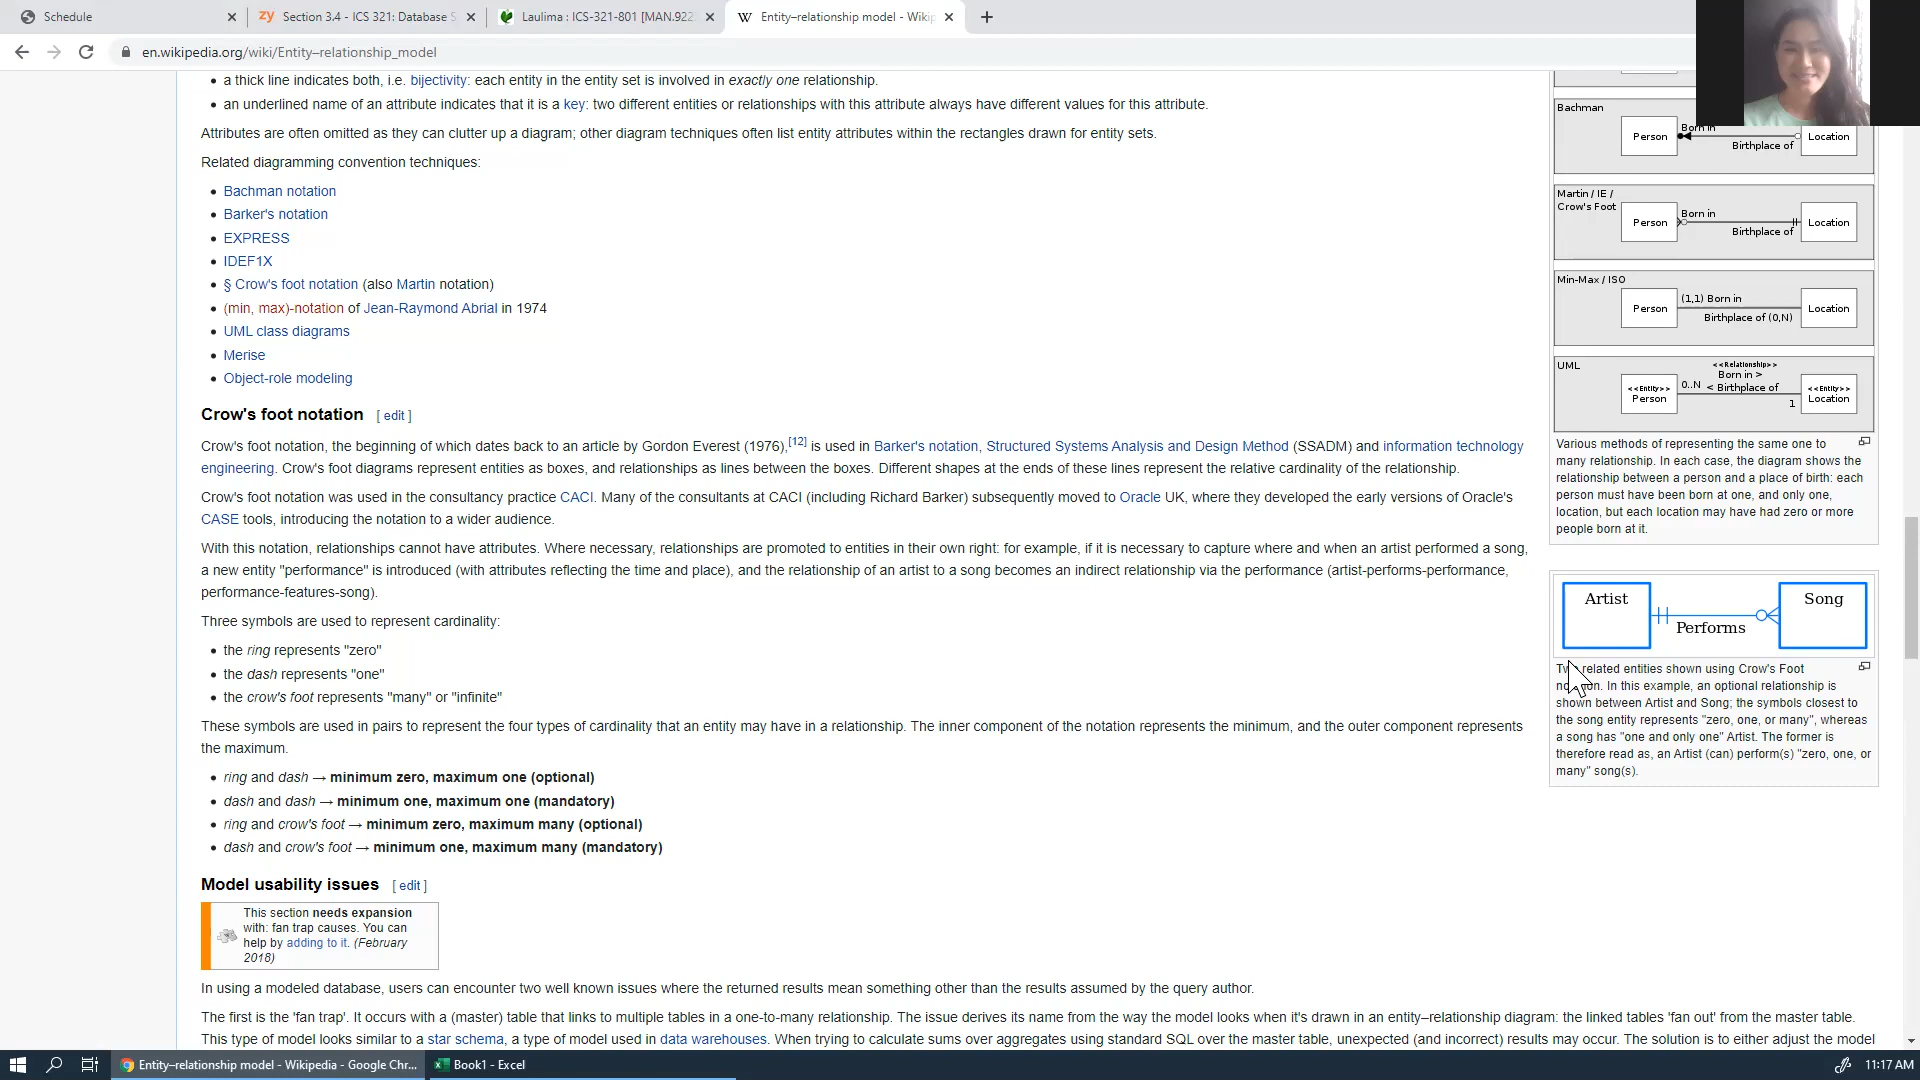 Schedule
zy Section 3.4 - ICS 321: Database S
Laulima : ICS-321-801 [MAN.922
W Entity–relationship model - Wikip
en.wikipedia.org/wiki/Entity–relationship_model
• a thick line indicates both, i.e. bijectivity: each entity in the entity set is involved in exactly one relationship.
• an underlined name of an attribute indicates that it is a key: two different entities or relationships with this attribute always have different values for this attribute.
Attributes are often omitted as they can clutter up a diagram; other diagram techniques often list entity attributes within the rectangles drawn for entity sets.
Related diagramming convention techniques:
• Bachman notation
• Barker's notation
• EXPRESS
• IDEF1X
• § Crow's foot notation (also Martin notation)
• (min, max)-notation of Jean-Raymond Abrial in 1974
• UML class diagrams
• Merise
• Object-role modeling
Crow's foot notation [ edit ]
Crow's foot notation, the beginning of which dates back to an article by Gordon Everest (1976),[12] is used in Barker's notation, Structured Systems Analysis and Design Method (SSADM) and information technology
engineering. Crow's foot diagrams represent entities as boxes, and relationships as lines between the boxes. Different shapes at the ends of these lines represent the relative cardinality of the relationship.
Crow's foot notation was used in the consultancy practice CACI. Many of the consultants at CACI (including Richard Barker) subsequently moved to Oracle UK, where they developed the early versions of Oracle's
CASE tools, introducing the notation to a wider audience.
With this notation, relationships cannot have attributes. Where necessary, relationships are promoted to entities in their own right: for example, if it is necessary to capture where and when an artist performed a song,
a new entity "performance" is introduced (with attributes reflecting the time and place), and the relationship of an artist to a song becomes an indirect relationship via the performance (artist-performs-performance,
performance-features-song).
Three symbols are used to represent cardinality:
• the ring represents "zero"
• the dash represents "one"
• the crow's foot represents "many" or "infinite"
These symbols are used in pairs to represent the four types of cardinality that an entity may have in a relationship. The inner component of the notation represents the minimum, and the outer component represents
the maximum.
• ring and dash → minimum zero, maximum one (optional)
• dash and dash → minimum one, maximum one (mandatory)
• ring and crow's foot → minimum zero, maximum many (optional)
• dash and crow's foot → minimum one, maximum many (mandatory)
Model usability issues [ edit ]
This section needs expansion
with: fan trap causes. You can
help by adding to it. (February
2018)
In using a modeled database, users can encounter two well known issues where the returned results mean something other than the results assumed by the query author.
The first is the 'fan trap'. It occurs with a (master) table that links to multiple tables in a one-to-many relationship. The issue derives its name from the way the model looks when it's drawn in an entity–relationship diagram: the linked tables 'fan out' from the master table.
This type of model looks similar to a star schema, a type of model used in data warehouses. When trying to calculate sums over aggregates using standard SQL over the master table, unexpected (and incorrect) results may occur. The solution is to either adjust the model
Bachman
Person
Born in
Birthplace of
Location
Martin / IE /
Crow's Foot
Person
Born in
Birthplace of
Location
Min-Max / ISO
Person
(1,1) Born in
Birthplace of (0,N)
Location
UML
<<Entity>>
Person
<<Relationship>>
Born in >
0..N < Birthplace of
1
<<Entity>>
Location
Various methods of representing the same one to
many relationship. In each case, the diagram shows the
relationship between a person and a place of birth: each
person must have been born at one, and only one,
location, but each location may have had zero or more
people born at it.
Artist
Performs
Song
Two related entities shown using Crow's Foot
notation. In this example, an optional relationship is
shown between Artist and Song; the symbols closest to
the song entity represents "zero, one, or many", whereas
a song has "one and only one" Artist. The former is
therefore read as, an Artist (can) perform(s) "zero, one, or
many" song(s).
Entity–relationship model - Wikipedia - Google Chr...
Book1 - Excel
11:17 AM